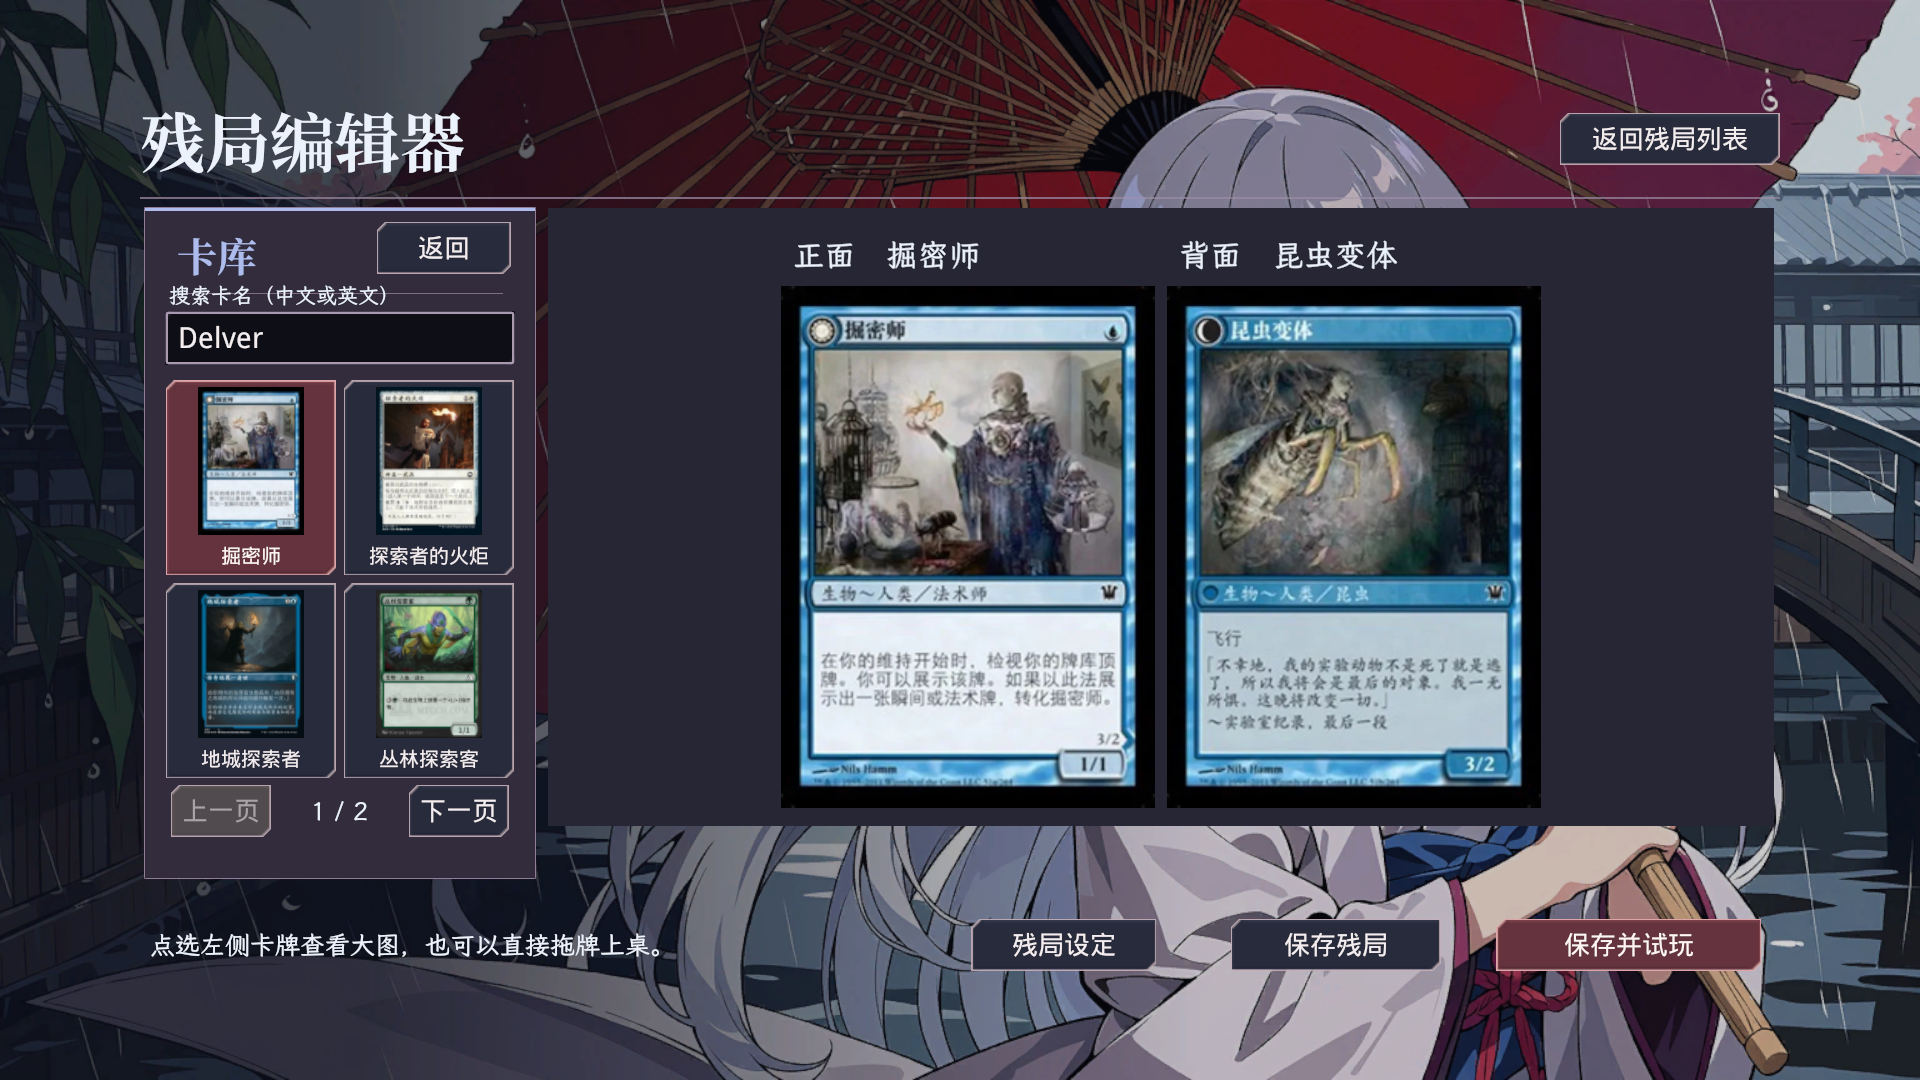 残局编辑器
返回残局列表
卡库
返回
搜索卡名（中文或英文）
Delver
掘密师
探索者的火炬
地城探索者
丛林探索客
上一页
1 / 2
下一页
正面 掘密师
掘密师
生物～人类／法术师
在你的维持开始时，检视你的牌库顶
牌。你可以展示该牌。如果以此法展
示出一张瞬间或法术牌，转化掘密师。
3/2
1/1
Nils Hamm
背面 昆虫变体
昆虫变体
生物～人类／昆虫
飞行
「不幸地，我的实验动物不是死了就是逃
了，所以我将会是最后的对象。我一无
所惧。这晚将改变一切。」
～实验室纪录，最后一段
3/2
Nils Hamm
点选左侧卡牌查看大图，也可以直接拖牌上桌。
残局设定
保存残局
保存并试玩